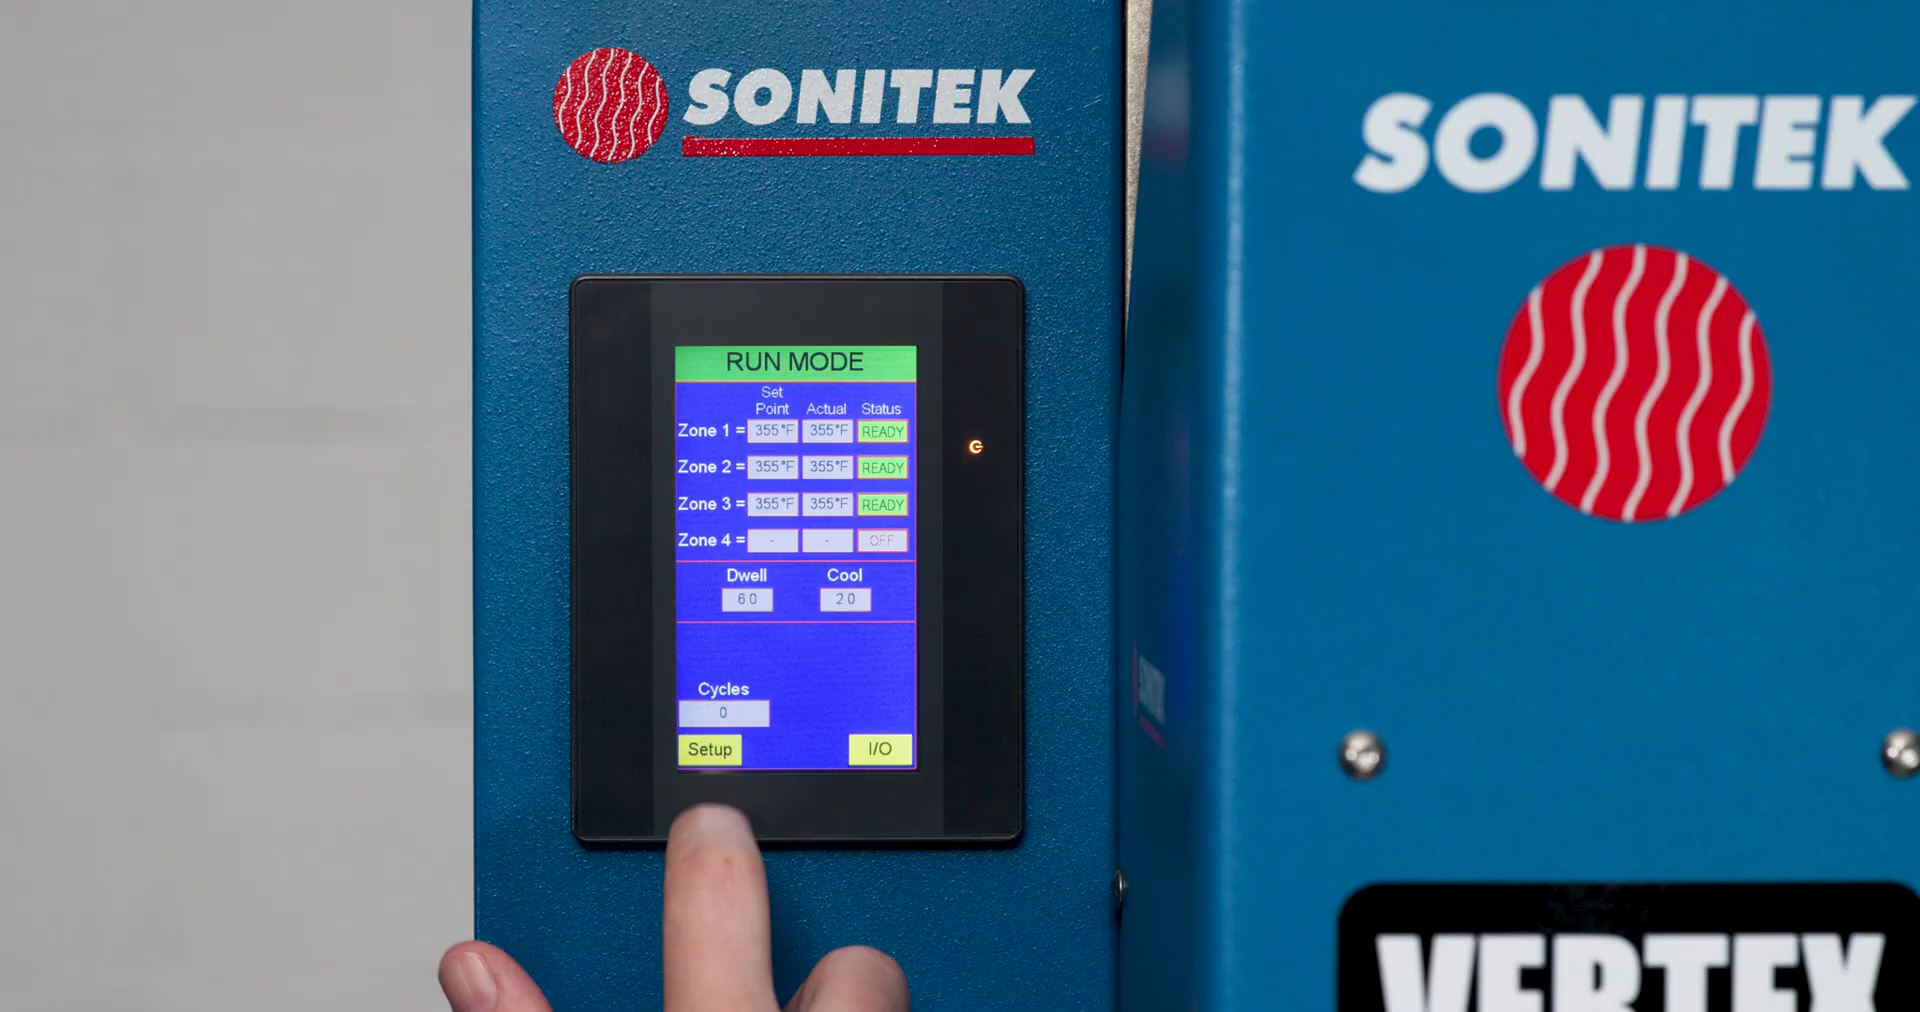 SONITEK
SONITEK
RUN MODE
Set
Point Actual Status
Zone 1 = 355°F 355°F READY
Zone 2 = 355°F 355°F READY
Zone 3 = 355°F 355°F READY
Zone 4 = - - OFF
Dwell Cool
6.0 2.0
Cycles
0
Setup I/O
VERTEX